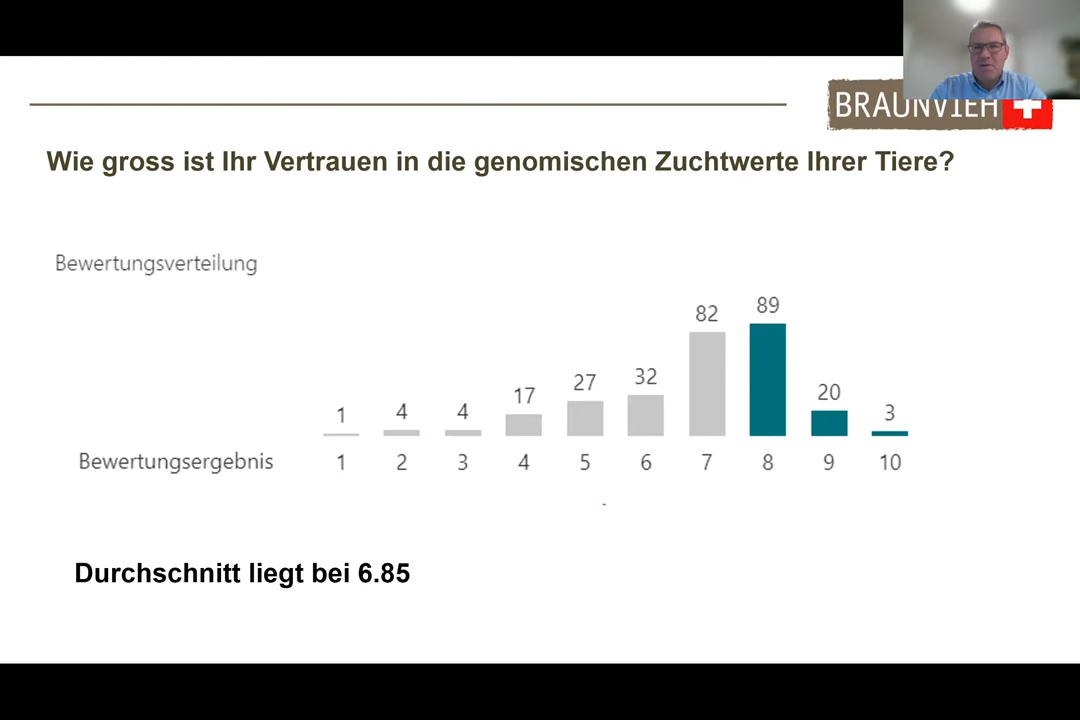 BRAUNVIEH
Wie gross ist Ihr Vertrauen in die genomischen Zuchtwerte Ihrer Tiere?
Bewertungsverteilung
1 4 4 17 27 32 82 89 20 3
Bewertungsergebnis 1 2 3 4 5 6 7 8 9 10
Durchschnitt liegt bei 6.85